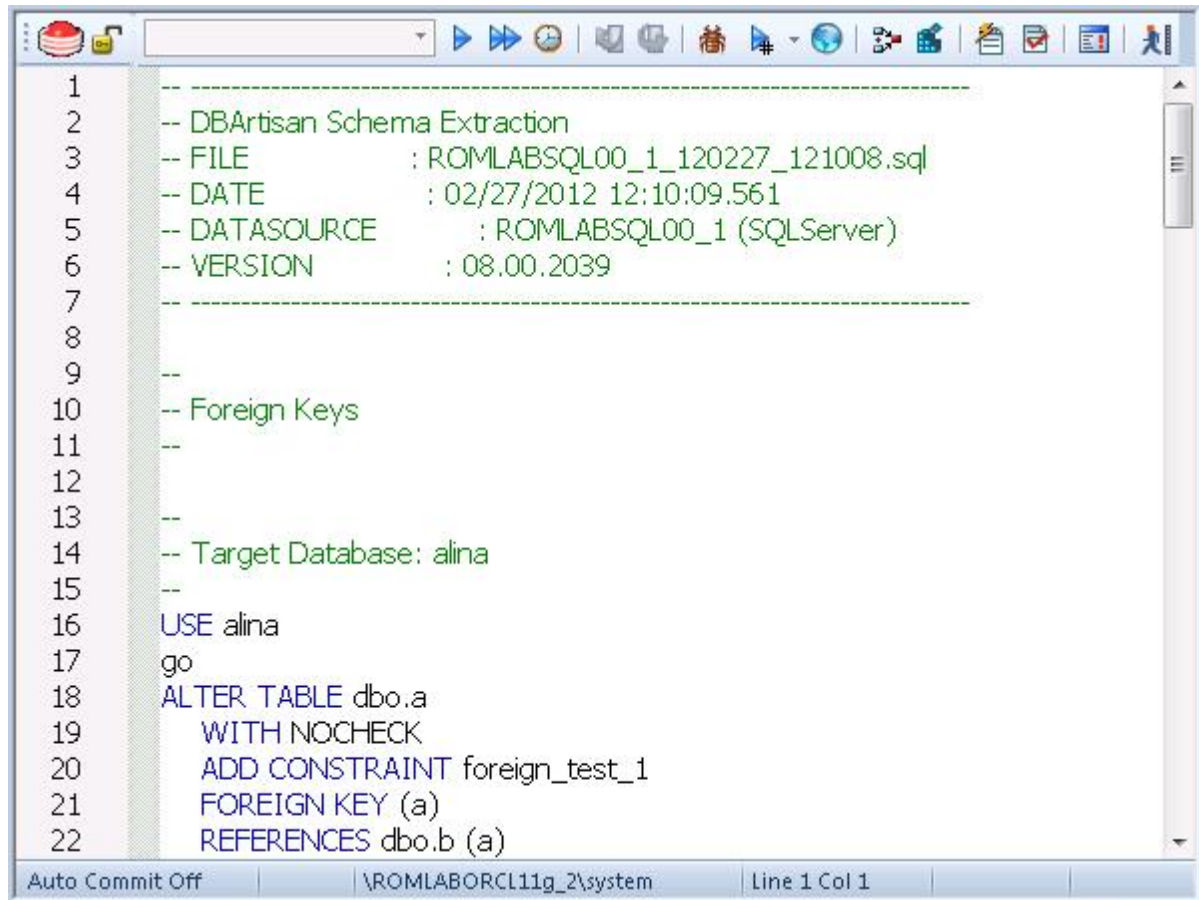 1 -- ------------------------------------------------------------------------------
2 -- DBArtisan Schema Extraction
3 -- FILE : ROMLABSQL00_1_120227_121008.sql
4 -- DATE : 02/27/2012 12:10:09.561
5 -- DATASOURCE : ROMLABSQL00_1 (SQLServer)
6 -- VERSION : 08.00.2039
7 -- ------------------------------------------------------------------------------
8
9 --
10 -- Foreign Keys
11 --
12
13 --
14 -- Target Database: alina
15 --
16 USE alina
17 go
18 ALTER TABLE dbo.a
19 WITH NOCHECK
20 ADD CONSTRAINT foreign_test_1
21 FOREIGN KEY (a)
22 REFERENCES dbo.b (a)
Auto Commit Off \ROMLABORCL11g_2\system Line 1 Col 1